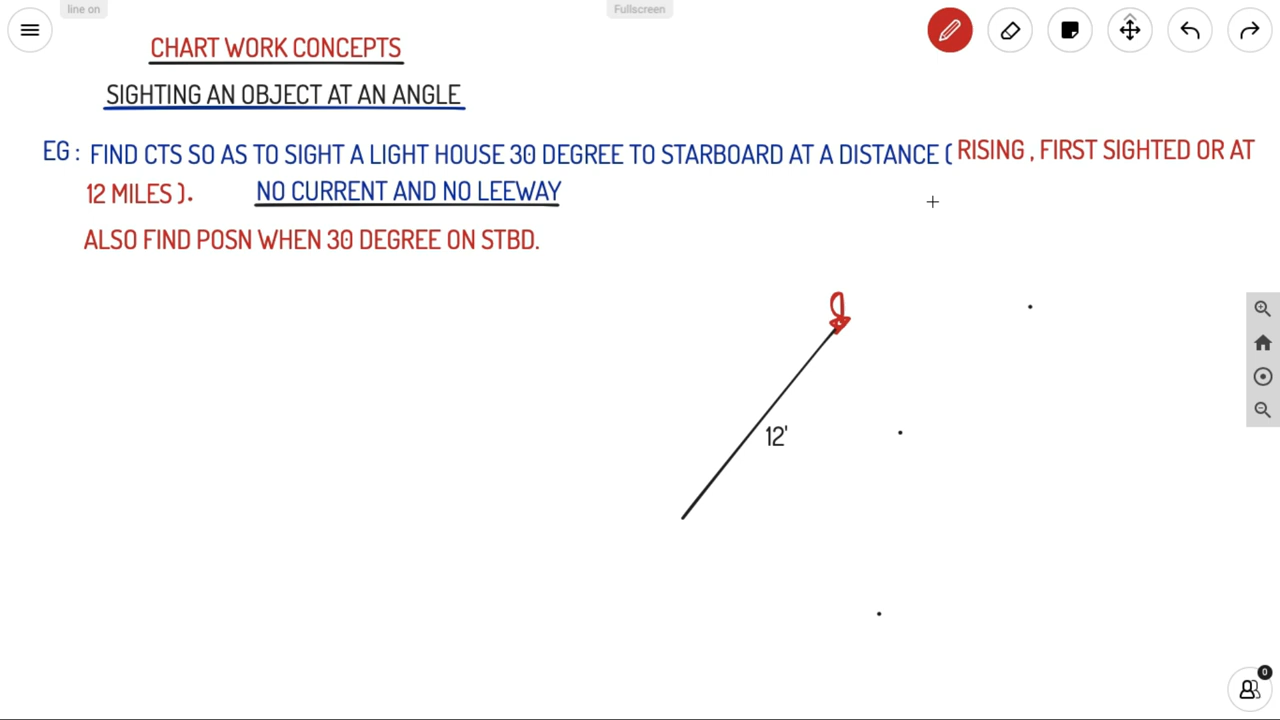 line on
Fullscreen
CHART WORK CONCEPTS
SIGHTING AN OBJECT AT AN ANGLE
EG : FIND CTS SO AS TO SIGHT A LIGHT HOUSE 30 DEGREE TO STARBOARD AT A DISTANCE ( RISING , FIRST SIGHTED OR AT
12 MILES ). NO CURRENT AND NO LEEWAY
ALSO FIND POSN WHEN 30 DEGREE ON STBD.
12'
0